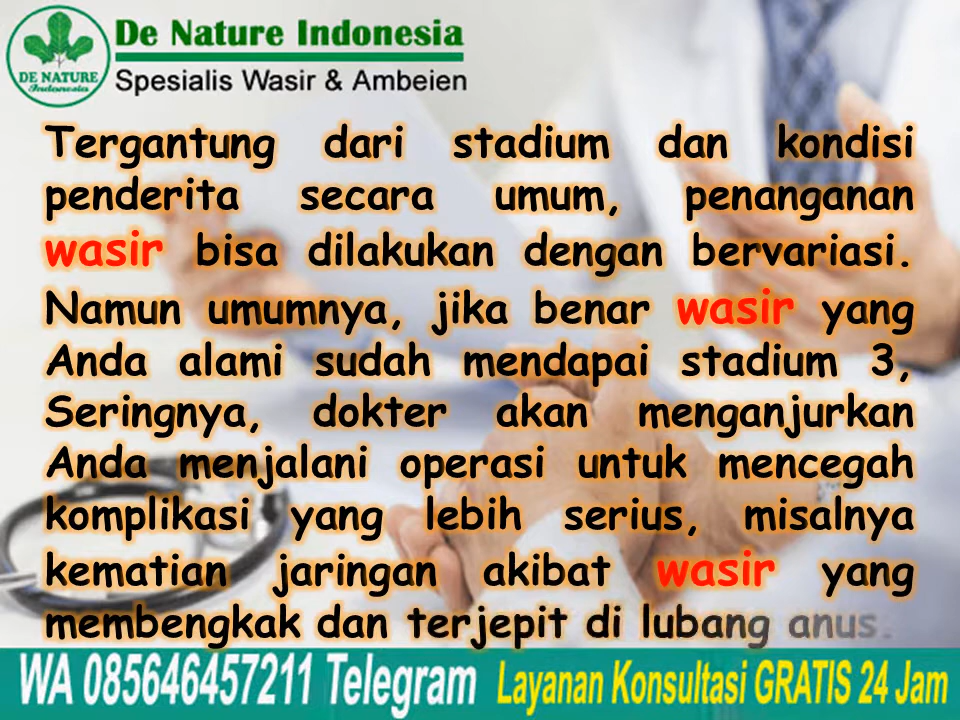 De Nature Indonesia
DE NATURE
Indonesia
Spesialis Wasir & Ambeien
Tergantung dari stadium dan kondisi
penderita secara umum, penanganan
wasir bisa dilakukan dengan bervariasi.
Namun umumnya, jika benar wasir yang
Anda alami sudah mendapai stadium 3,
Seringnya, dokter akan menganjurkan
Anda menjalani operasi untuk mencegah
komplikasi yang lebih serius, misalnya
kematian jaringan akibat wasir yang
membengkak dan terjepit di lubang anus.
WA 085646457211 Telegram Layanan Konsultasi GRATIS 24 Jam